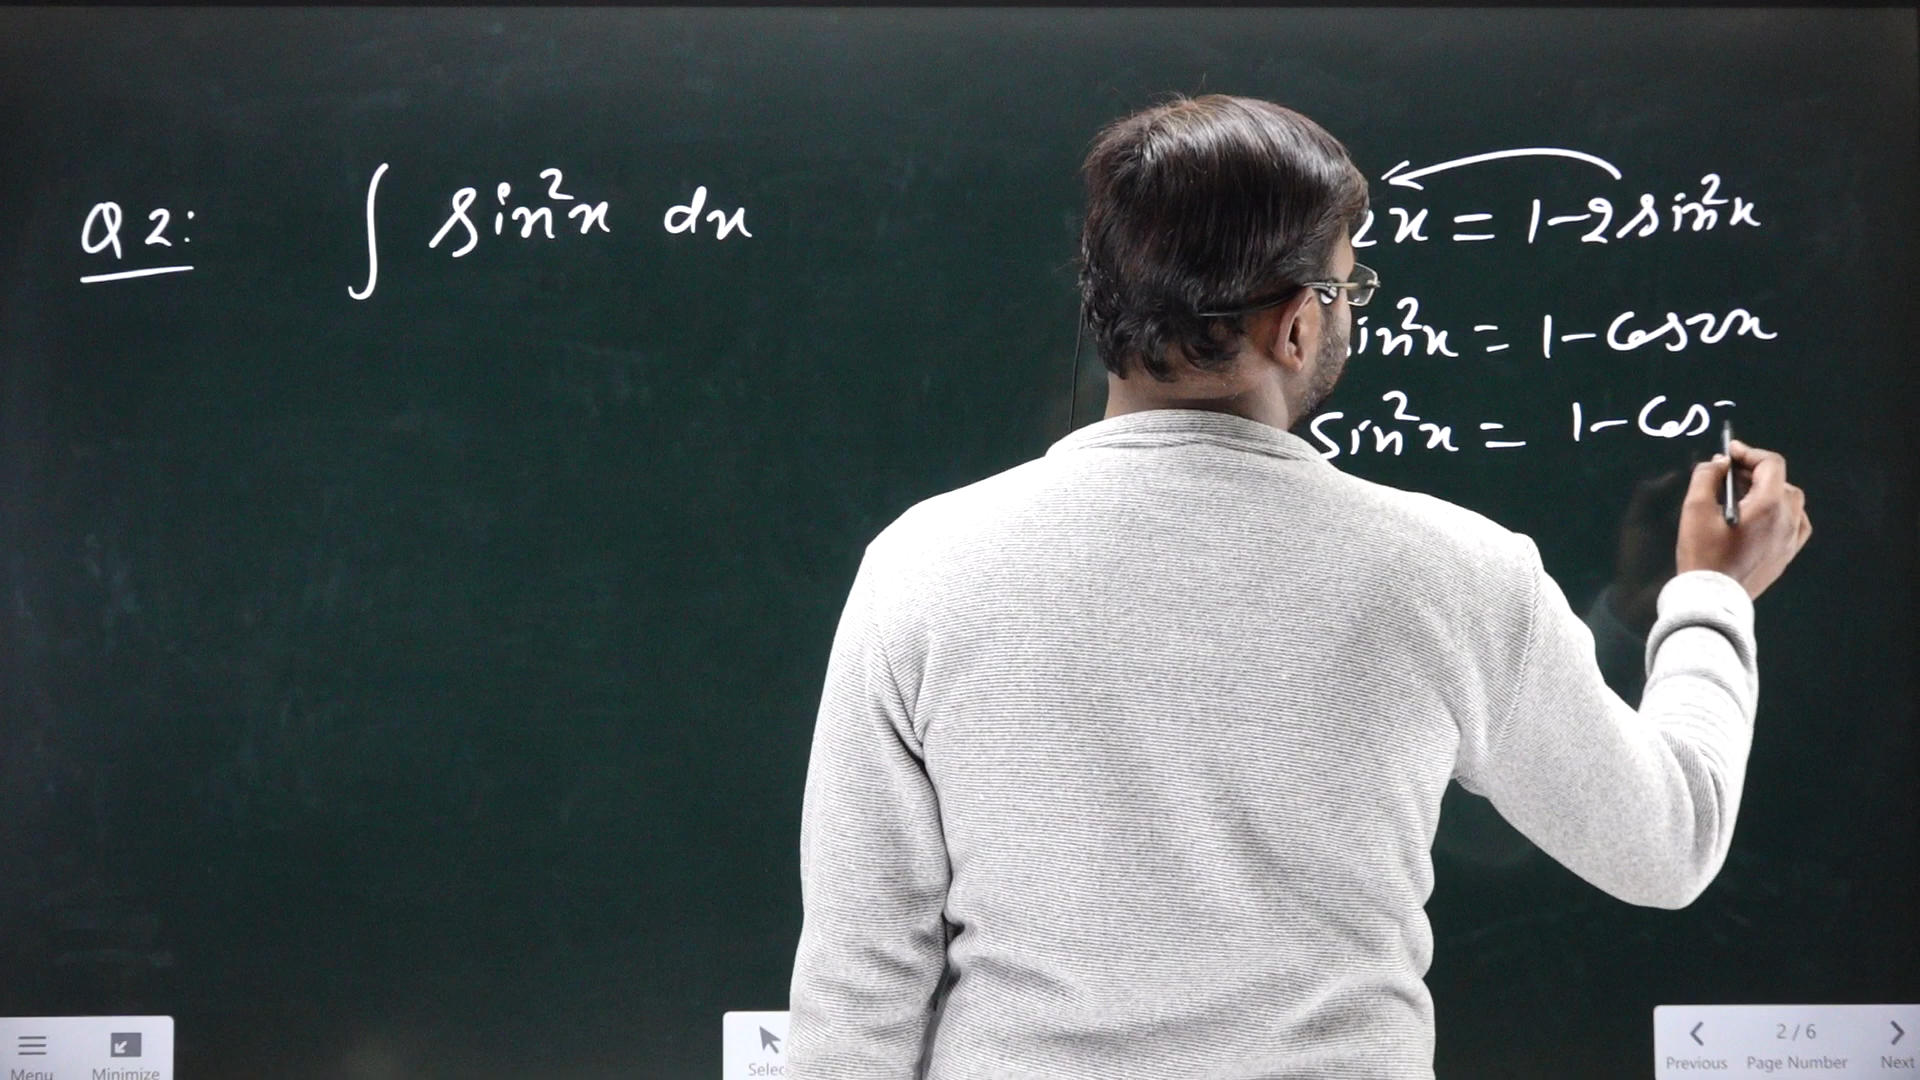 Q2: ∫ sin²x dx
2x = 1-2sin²x
in²x = 1-cos2x
sin²x = 1-cos
Menu
Minimize
Selec
2 / 6
Previous Page Number Next